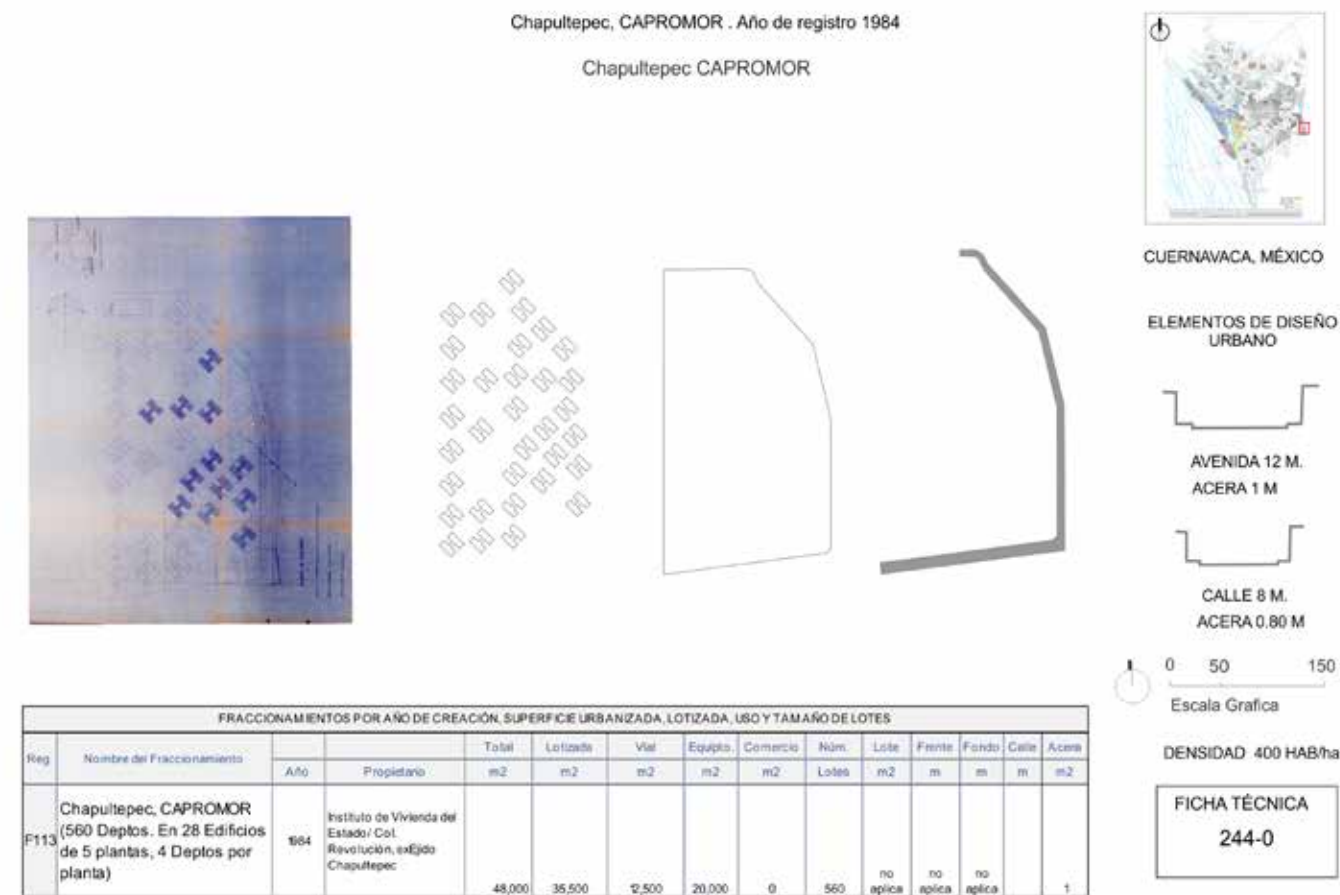 Chapultepec, CAPROMOR . Año de registro 1984
Chapultepec CAPROMOR
CUERNAVACA, MÉXICO
ELEMENTOS DE DISEÑO
URBANO
AVENIDA 12 M.
ACERA 1 M
CALLE 8 M.
ACERA 0.80 M
0 50 150
Escala Grafica
DENSIDAD 400 HAB/ha
FICHA TÉCNICA
244-0
FRACCIONAMIENTOS POR AÑO DE CREACIÓN, SUPERFICIE URBANIZADA, LOTIZADA, USO Y TAMAÑO DE LOTES
Reg Nombre del Fraccionamiento Año Propietario Total m2 Lotizada m2 Vial m2 Equipto. m2 Comercio m2 Núm. Lotes Lote m2 Frente m Fondo m Calle m Acera m2
F113 Chapultepec, CAPROMOR
(560 Deptos. En 28 Edificios
de 5 plantas, 4 Deptos por
planta)
1984
Instituto de Vivienda del
Estado/ Col.
Revolución, exEjido
Chapultepec
48,000 35,500 12,500 20,000 0 560 no aplica no aplica no aplica 1